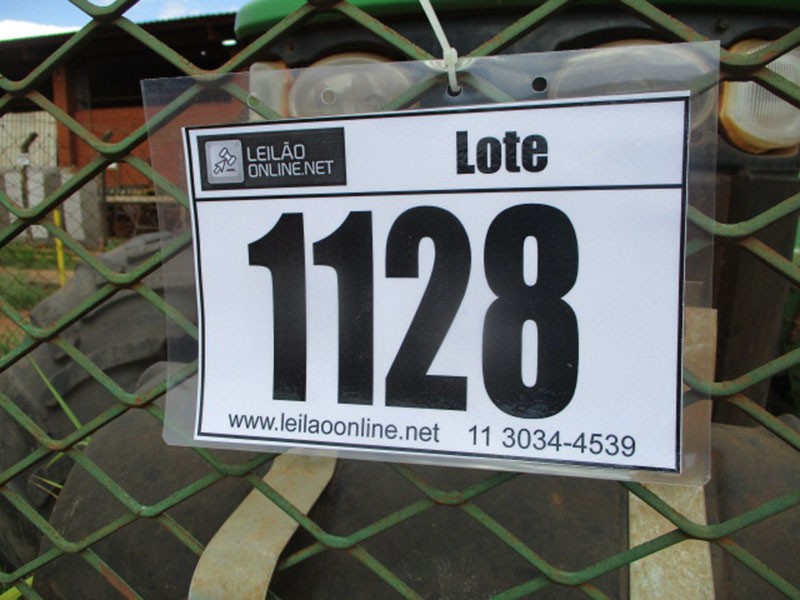 LEILÃO
ONLINE.NET
Lote
1128
www.leilaoonline.net 11 3034-4539